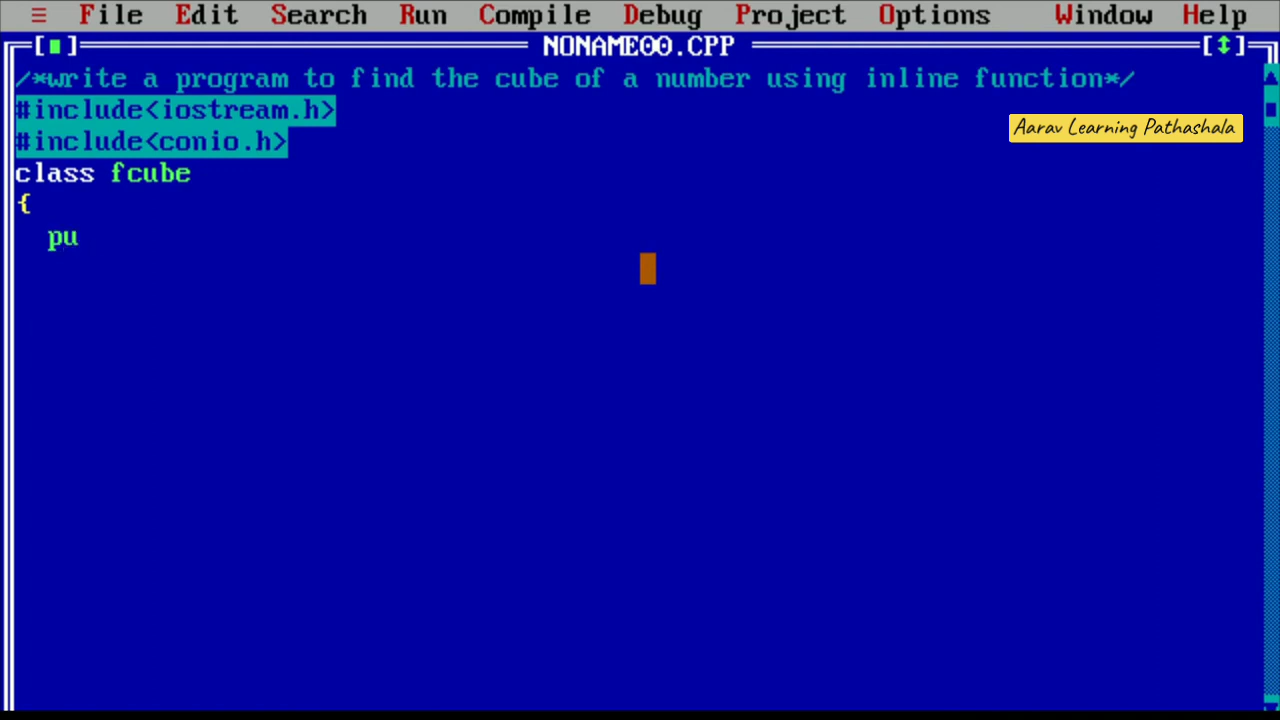 ≡ File Edit Search Run Compile Debug Project Options Window Help
[■] NONAME00.CPP [↕]
/*write a program to find the cube of a number using inline function*/
#include<iostream.h>
Aarav Learning Pathashala
#include<conio.h>
class fcube
{
pu